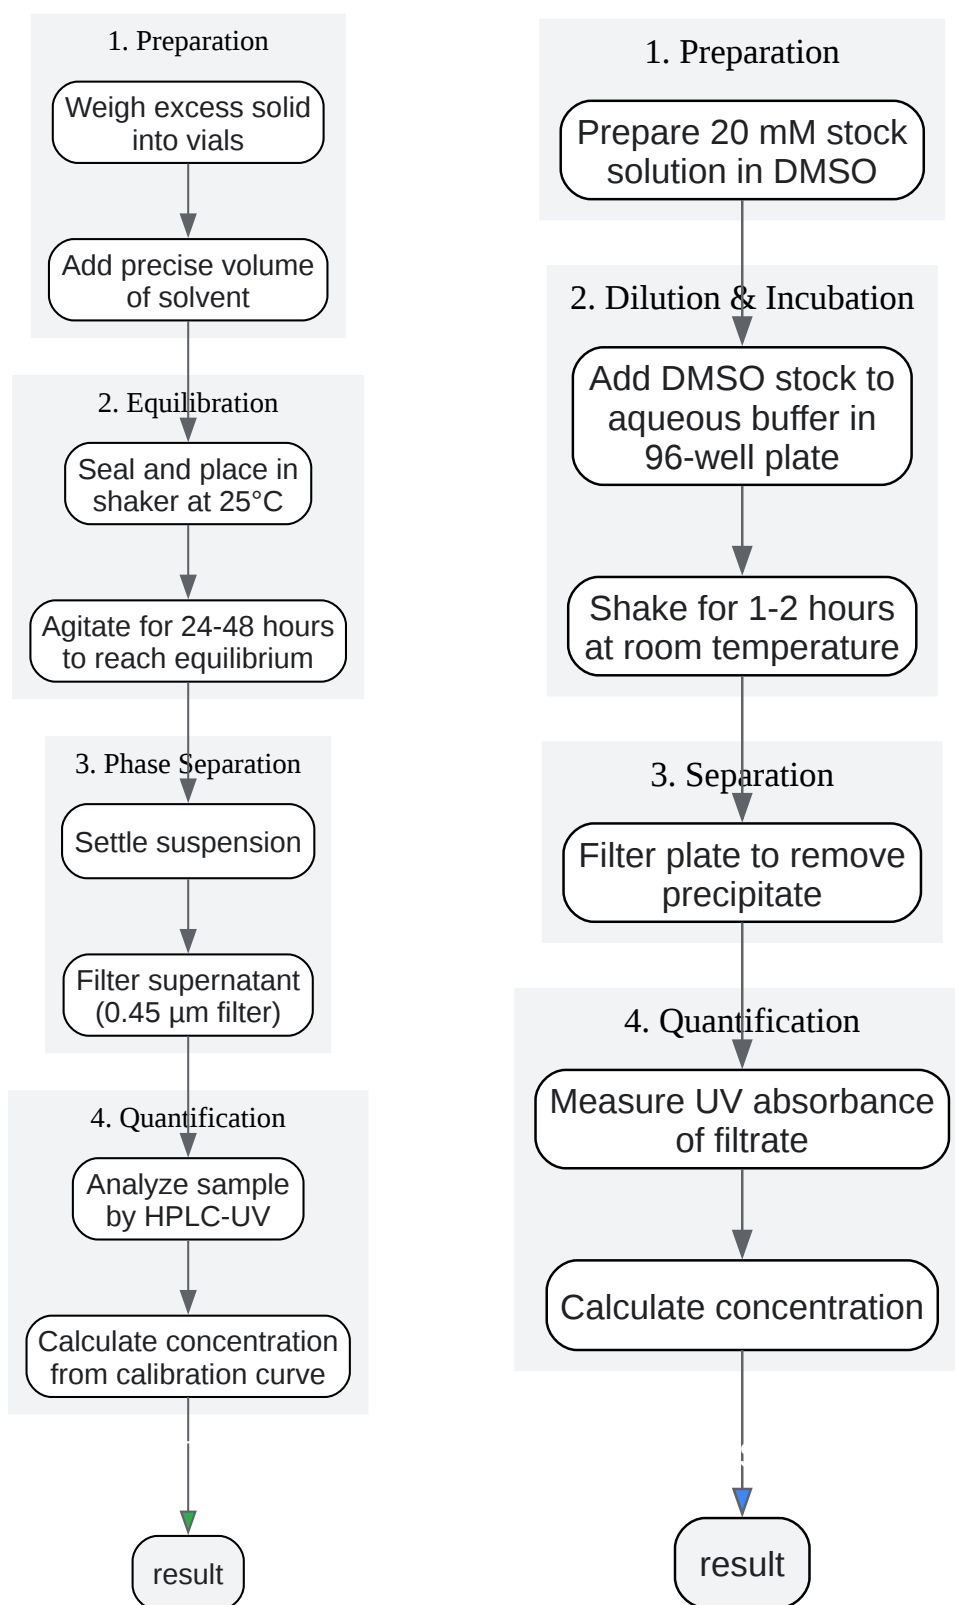 1. Preparation
Weigh excess solid
into vials
Add precise volume
of solvent
2. Equilibration
Seal and place in
shaker at 25°C
Agitate for 24-48 hours
to reach equilibrium
3. Phase Separation
Settle suspension
Filter supernatant
(0.45 µm filter)
4. Quantification
Analyze sample
by HPLC-UV
Calculate concentration
from calibration curve
result
1. Preparation
Prepare 20 mM stock
solution in DMSO
2. Dilution & Incubation
Add DMSO stock to
aqueous buffer in
96-well plate
Shake for 1-2 hours
at room temperature
3. Separation
Filter plate to remove
precipitate
4. Quantification
Measure UV absorbance
of filtrate
Calculate concentration
result